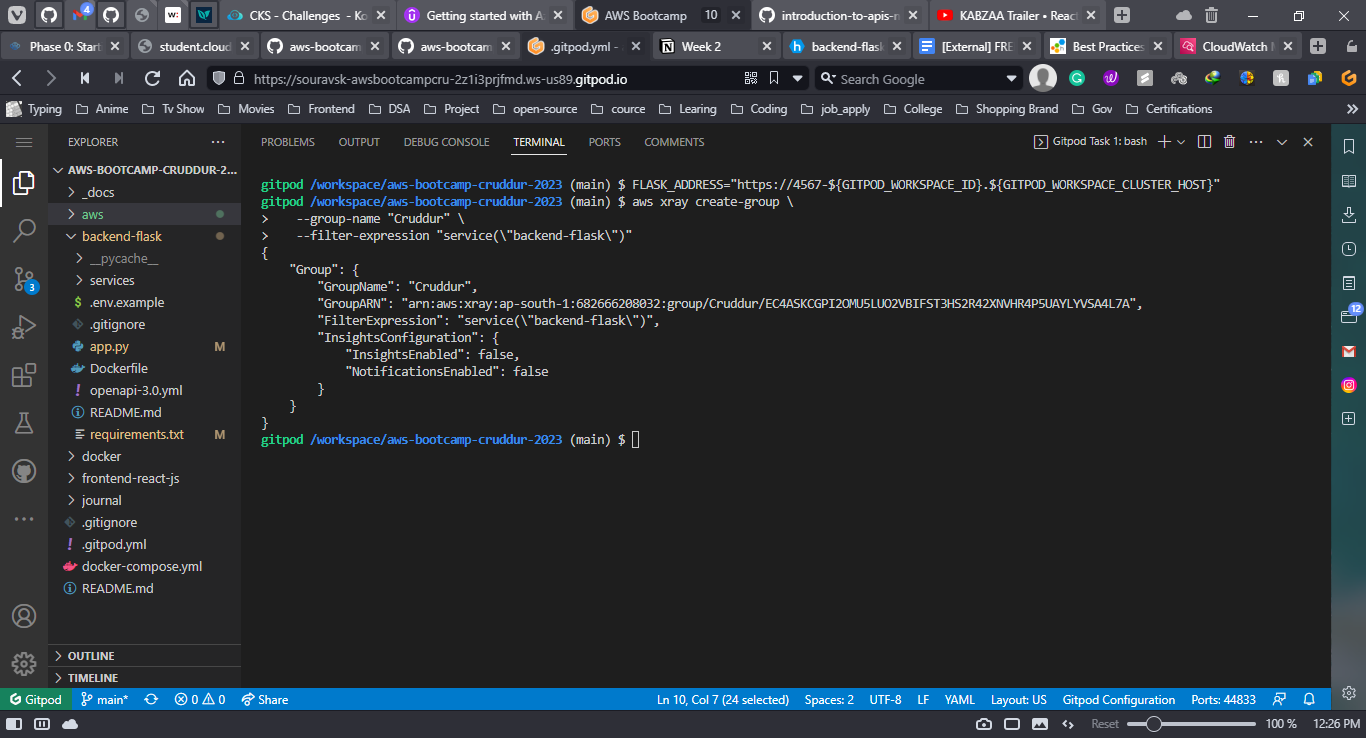 4
CKS - Challenges - Ko
Getting started with A
AWS Bootcamp 10
introduction-to-apis-n
KABZAA Trailer • Reac
Phase 0: Start
student.cloud
aws-bootcam
aws-bootcam
.gitpod.yml -
Week 2
backend-flask
[External] FRE
Best Practices
CloudWatch M
https://souravsk-awsbootcampcru-2z1i3prjfmd.ws-us89.gitpod.io
Search Google
Typing
Anime
Tv Show
Movies
Frontend
DSA
Project
open-source
cource
Learing
Coding
job_apply
College
Shopping Brand
Gov
Certifications
EXPLORER
PROBLEMS
OUTPUT
DEBUG CONSOLE
TERMINAL
PORTS
COMMENTS
Gitpod Task 1: bash
AWS-BOOTCAMP-CRUDDUR-2...
_docs
aws
backend-flask
__pycache__
services
.env.example
.gitignore
app.py M
Dockerfile
openapi-3.0.yml
README.md
requirements.txt M
docker
frontend-react-js
journal
.gitignore
.gitpod.yml
docker-compose.yml
README.md
OUTLINE
TIMELINE
3
12
gitpod /workspace/aws-bootcamp-cruddur-2023 (main) $ FLASK_ADDRESS="https://4567-${GITPOD_WORKSPACE_ID}.${GITPOD_WORKSPACE_CLUSTER_HOST}"
gitpod /workspace/aws-bootcamp-cruddur-2023 (main) $ aws xray create-group \
> --group-name "Cruddur" \
> --filter-expression "service(\"backend-flask\")"
{
"Group": {
"GroupName": "Cruddur",
"GroupARN": "arn:aws:xray:ap-south-1:682666208032:group/Cruddur/EC4ASKCGPI2OMU5LUO2VBIFST3HS2R42XNVHR4P5UAYLYVSA4L7A",
"FilterExpression": "service(\"backend-flask\")",
"InsightsConfiguration": {
"InsightsEnabled": false,
"NotificationsEnabled": false
}
}
}
gitpod /workspace/aws-bootcamp-cruddur-2023 (main) $
Gitpod
main*
0 0
Share
Ln 10, Col 7 (24 selected)
Spaces: 2
UTF-8
LF
YAML
Layout: US
Gitpod Configuration
Ports: 44833
Reset
100 %
12:26 PM